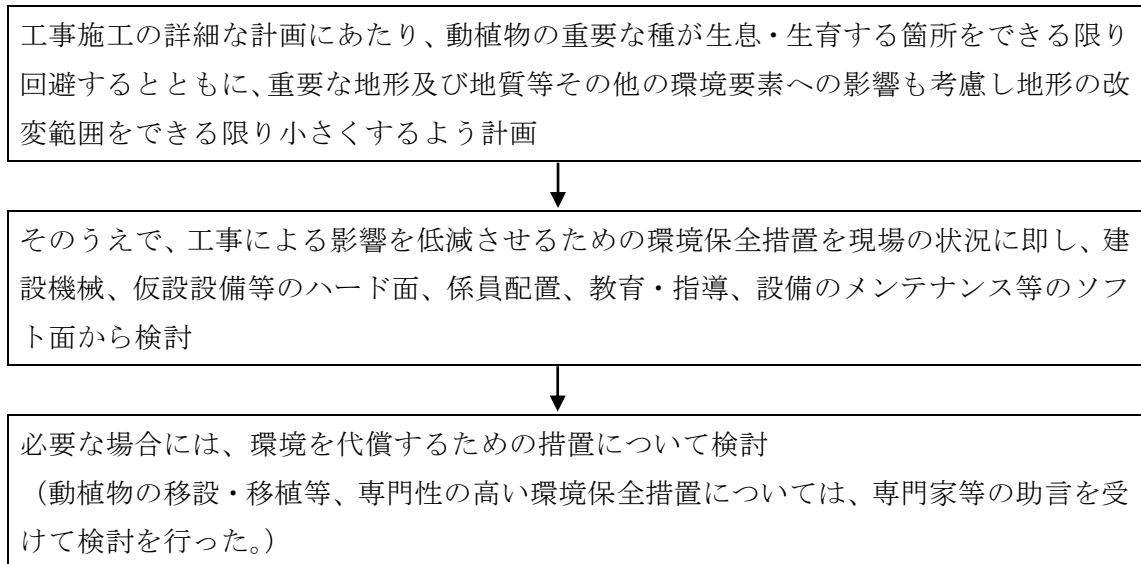 工事施工の詳細な計画にあたり、動植物の重要な種が生息・生育する箇所をできる限り
回避するとともに、重要な地形及び地質等その他の環境要素への影響も考慮し地形の改
変範囲をできる限り小さくするよう計画
そのうえで、工事による影響を低減させるための環境保全措置を現場の状況に即し、建
設機械、仮設設備等のハード面、係員配置、教育・指導、設備のメンテナンス等のソフ
ト面から検討
必要な場合には、環境を代償するための措置について検討
（動植物の移設・移植等、専門性の高い環境保全措置については、専門家等の助言を受
けて検討を行った。）